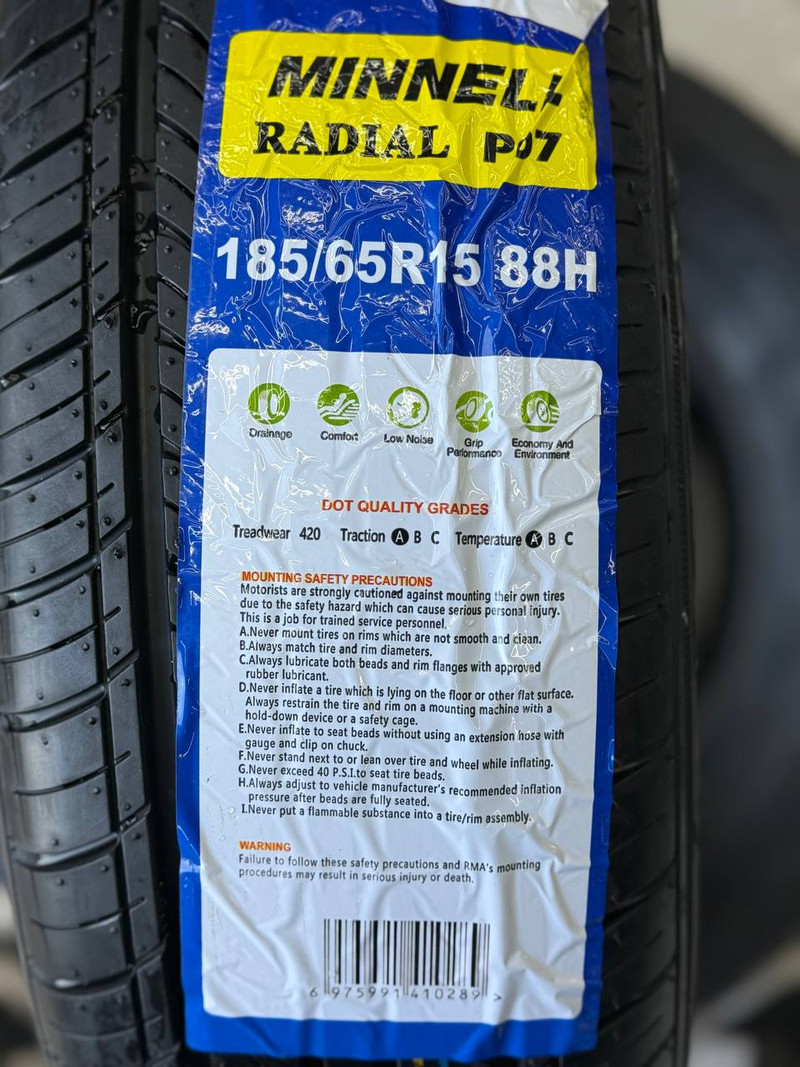 MINNELL
RADIAL P07
185/65R15 88H
Drainage
Comfort
Low Noise
Grip Performance
Economy And Environment
DOT QUALITY GRADES
Treadwear 420 Traction A B C Temperature A B C
MOUNTING SAFETY PRECAUTIONS
Motorists are strongly cautioned against mounting their own tires
due to the safety hazard which can cause serious personal injury.
This is a job for trained service personnel.
A.Never mount tires on rims which are not smooth and clean.
B.Always match tire and rim diameters.
C.Always lubricate both beads and rim flanges with approved
rubber lubricant.
D.Never inflate a tire which is lying on the floor or other flat surface.
Always restrain the tire and rim on a mounting machine with a
hold-down device or a safety cage.
E.Never inflate to seat beads without using an extension hose with
gauge and clip on chuck.
F.Never stand next to or lean over tire and wheel while inflating.
G.Never exceed 40 P.S.I.to seat tire beads.
H.Always adjust to vehicle manufacturer's recommended inflation
pressure after beads are fully seated.
I.Never put a flammable substance into a tire/rim assembly.
WARNING
Failure to follow these safety precautions and RMA's mounting
procedures may result in serious injury or death.
6 975991 410289 >